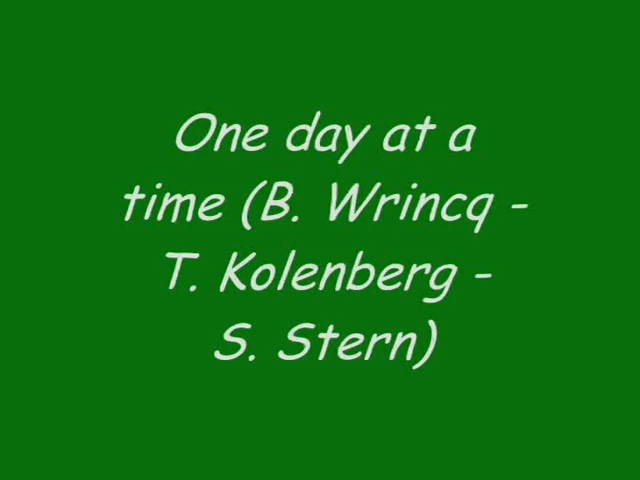 One day at a
time (B. Wrincq -
T. Kolenberg -
S. Stern)